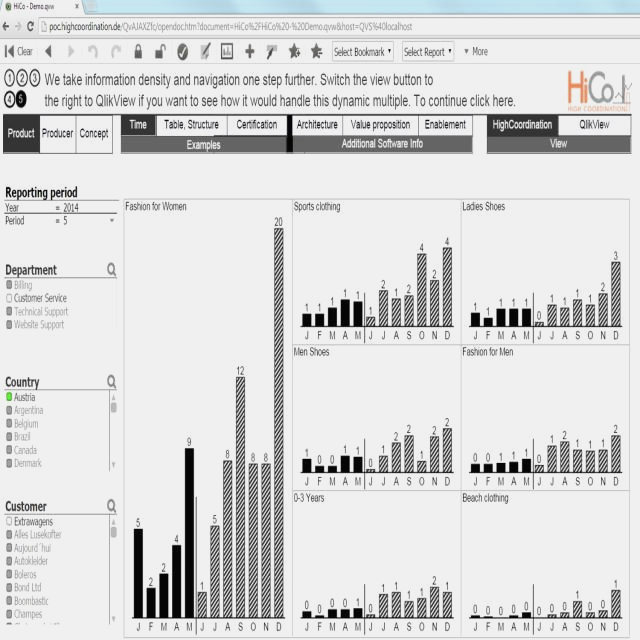 HiCo - Demo.qvw
poc.highcoordination.de/QvAJAXZfc/opendoc.htm?document=HiCo%2FHiCo%20-%20Demo.qvw&host=QVS%40localhost
Clear
Select Bookmark
Select Report
More
1 2 3 We take information density and navigation one step further. Switch the view button to
4 5 the right to QlikView if you want to see how it would handle this dynamic multiple. To continue click here.
HiCo
HIGH COORDINATION
Product Producer Concept
Time Table, Structure Certification
Examples
Architecture Value proposition Enablement
Additional Software Info
HighCoordination QlikView
View
Reporting period
Year = 2014
Period = 5
Department
Billing
Customer Service
Technical Support
Website Support
Country
Austria
Argentina
Belgium
Brazil
Canada
Denmark
Customer
Extrawagens
Alles Lusekofter
Aujourd´hui
Autokleider
Boleros
Bond Ltd
Boombastic
Champes
Fashion for Women
5 2 2 4 9 1 5 8 12 8 8 20
J F M A M J J A S O N D
Sports clothing
1 1 1 1 1 1 2 1 2 4 2 4
J F M A M J J A S O N D
Ladies Shoes
1 1 1 1 1 0 1 1 1 1 2 3
J F M A M J J A S O N D
Men Shoes
1 0 0 1 1 0 1 2 2 1 2 2
J F M A M J J A S O N D
Fashion for Men
0 0 1 1 1 0 1 2 1 1 1 2
J F M A M J J A S O N D
0-3 Years
0 0 0 0 1 0 1 1 1 1 2 1
J F M A M J J A S O N D
Beach clothing
0 0 0 0 0 0 0 0 1 0 0 1
J F M A M J J A S O N D